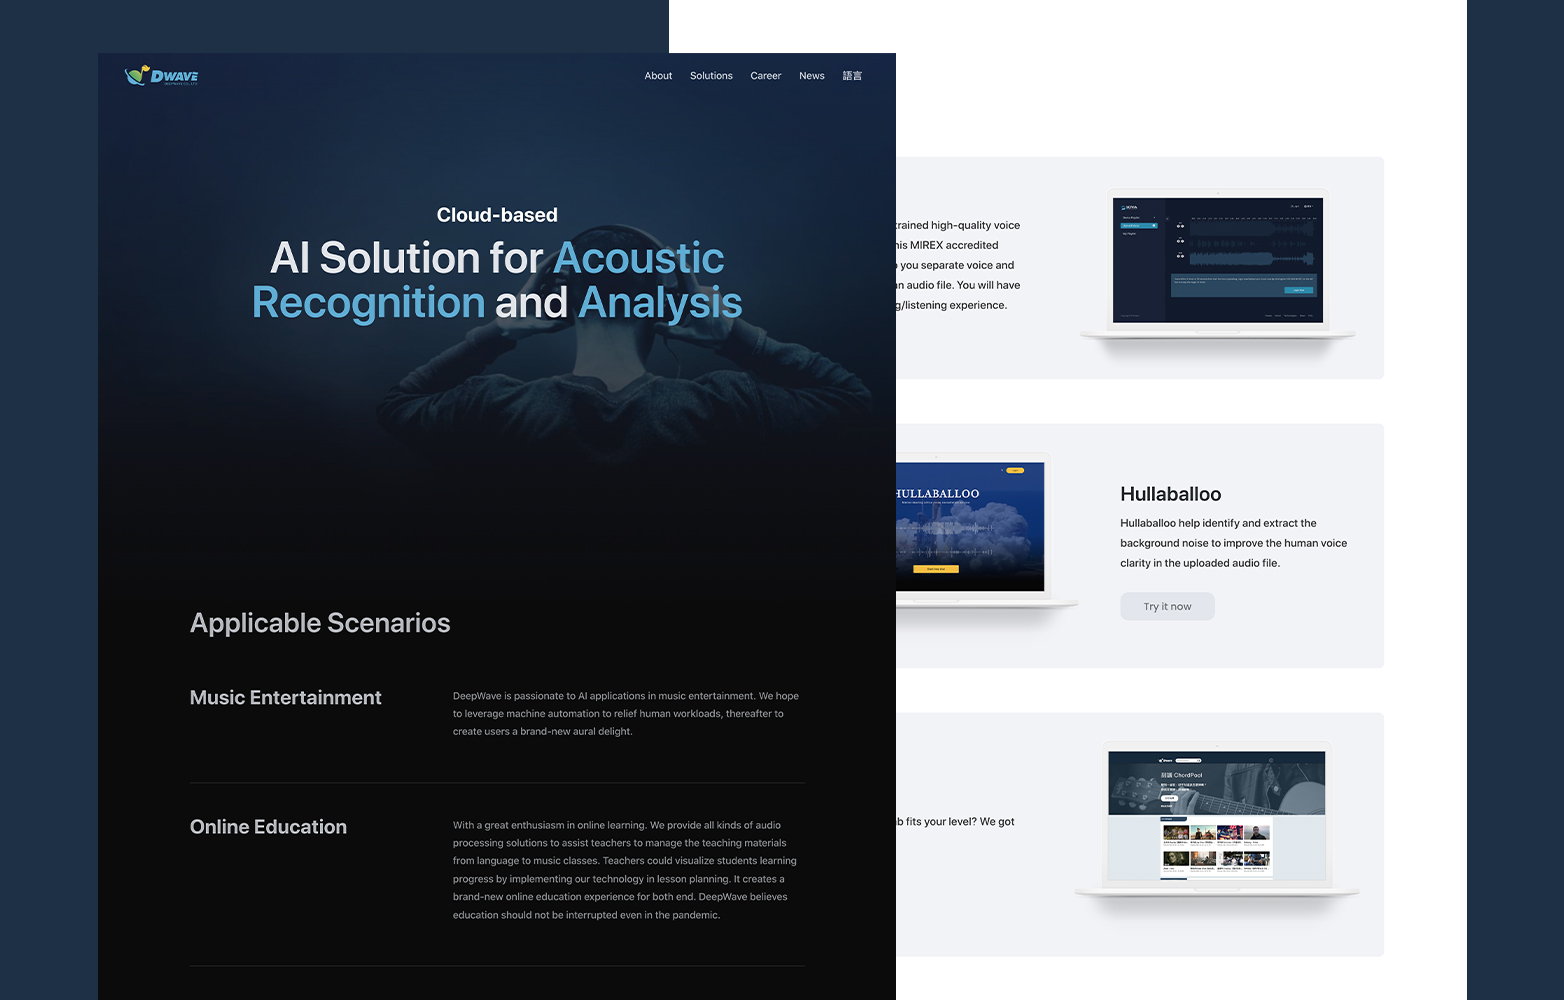 DWAVE
About
Solutions
Career
News
語言
Cloud-based
AI Solution for Acoustic
Recognition and Analysis
Applicable Scenarios
Music Entertainment
DeepWave is passionate to AI applications in music entertainment. We hope
to leverage machine automation to relief human workloads, thereafter to
create users a brand-new aural delight.
Online Education
With a great enthusiasm in online learning. We provide all kinds of audio
processing solutions to assist teachers to manage the teaching materials
from language to music classes. Teachers could visualize students learning
progress by implementing our technology in lesson planning. It creates a
brand-new online education experience for both end. DeepWave believes
education should not be interrupted even in the pandemic.
trained high-quality voice
his MIREX accredited
you separate voice and
an audio file. You will have
g/listening experience.
HULLABALLOO
Hullaballoo
Hullaballoo help identify and extract the
background noise to improve the human voice
clarity in the uploaded audio file.
Try it now
ChordPool
b fits your level? We got